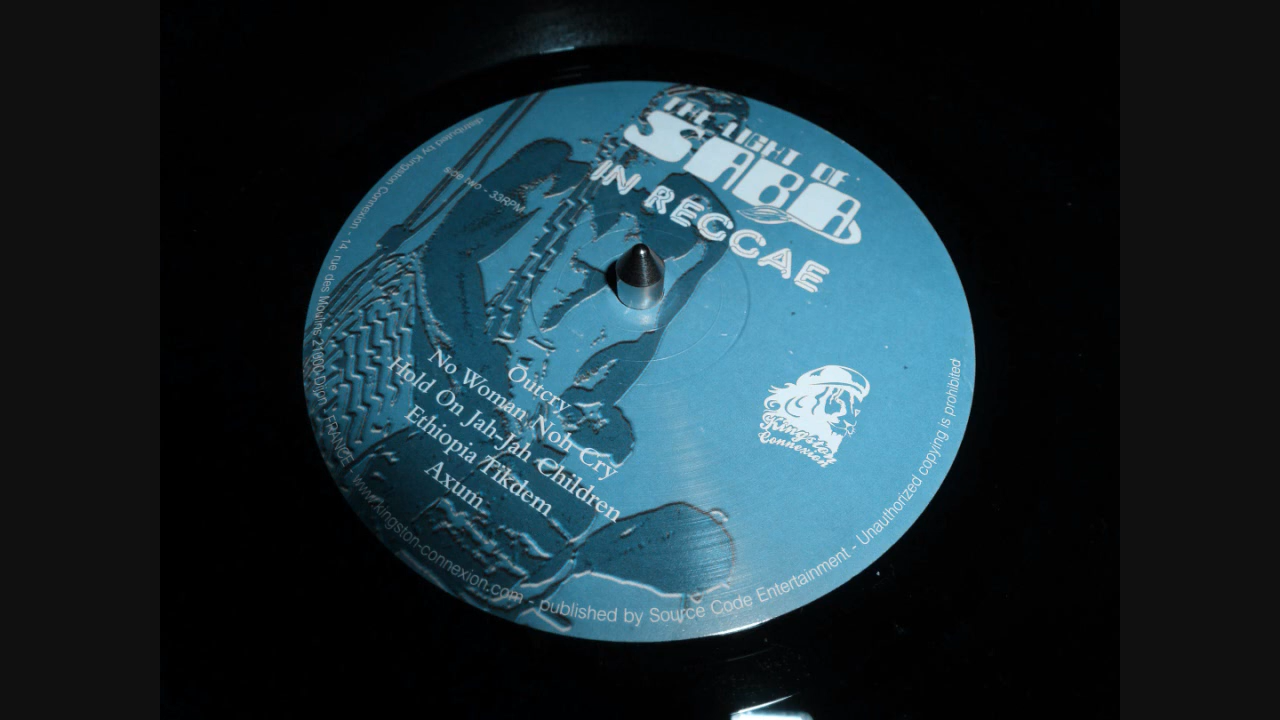 THE LIGHT OF
SABA
IN REGGAE
side two - 33RPM
Outcry
No Woman Noh Cry
Hold On Jah-Jah Children
Ethiopia Tikdem
Axum
Kingston
Connexion
distributed by Kingston Connexion - 14, rue des Moulins 21000 Dijon - FRANCE
www.kingston-connexion.com - published by Source Code Entertainment - Unauthorized copying is prohibited